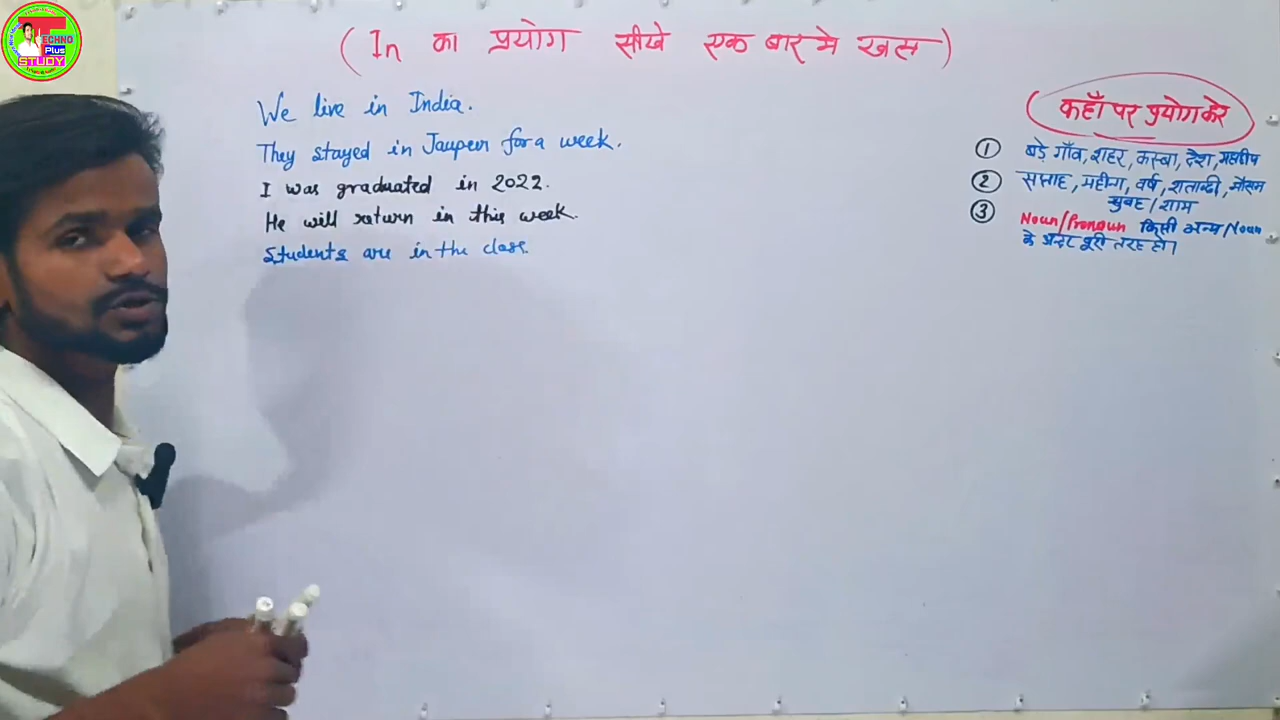 TECHNO
Plus
STUDY
( In का प्रयोग सीखे एक बार मे खत्म )
We live in India.
They stayed in Jaupur for a week.
I was graduated in 2022.
He will return in this week.
Students are in the class.
कहाँ पर प्रयोग करे
① बड़े गाँव, शहर, कस्बा, देश, महाद्वीप
② सप्ताह, महीना, वर्ष, शताब्दी, मौसम
सुबह / शाम
③ Noun/Pronoun किसी अन्य Noun
के अन्दर पूरी तरह हो।